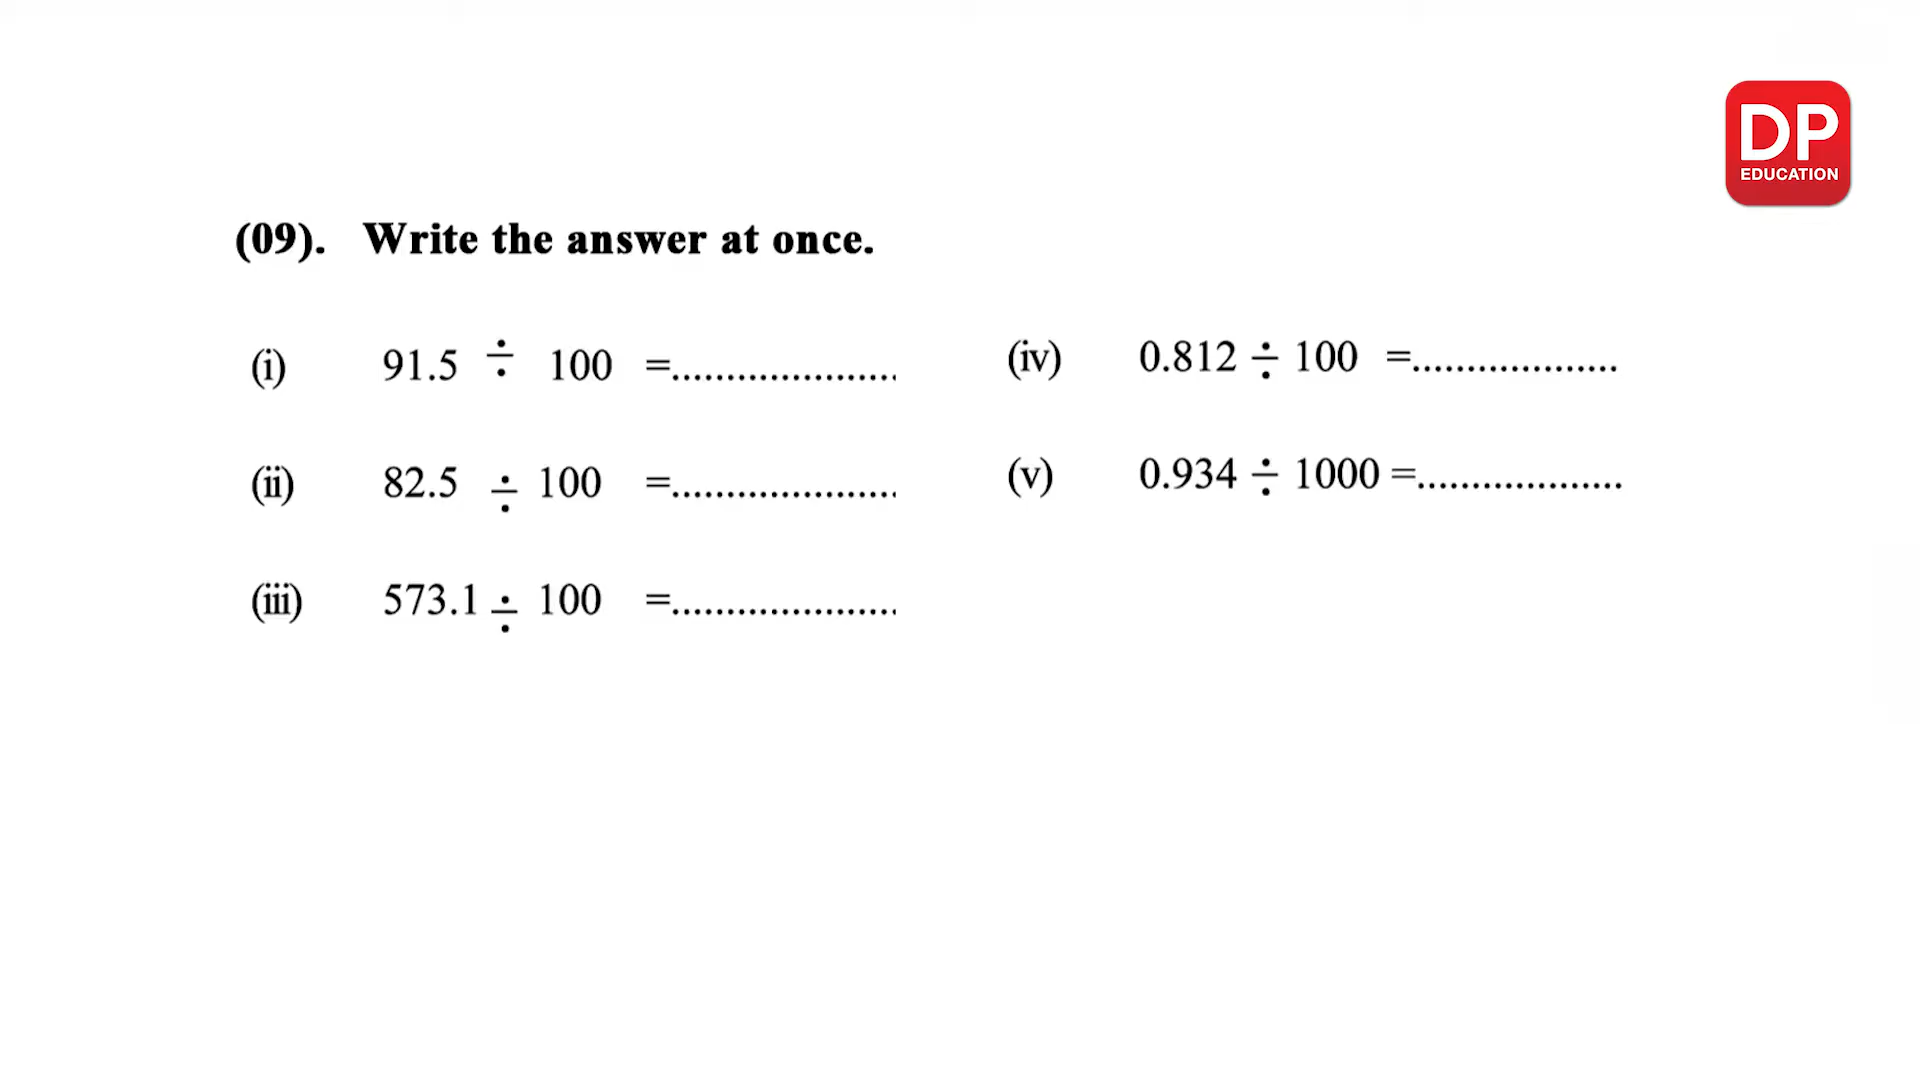 DP
EDUCATION
(09). Write the answer at once.
(i) 91.5 ÷ 100 =.....................
(ii) 82.5 ÷ 100 =.....................
(iii) 573.1 ÷ 100 =.....................
(iv) 0.812 ÷ 100 =...................
(v) 0.934 ÷ 1000 =...................